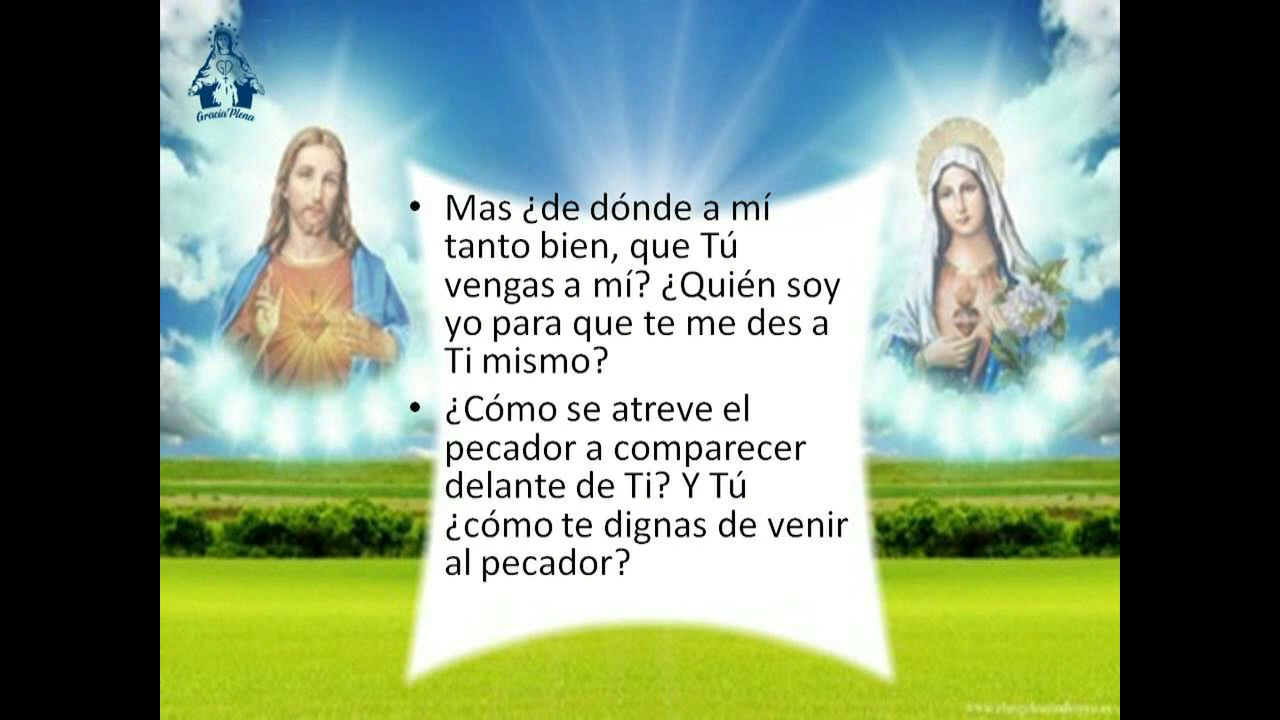 Gracia Plena
• Mas ¿de dónde a mí
tanto bien, que Tú
vengas a mí? ¿Quién soy
yo para que te me des a
Ti mismo?
• ¿Cómo se atreve el
pecador a comparecer
delante de Ti? Y Tú
¿cómo te dignas de venir
al pecador?